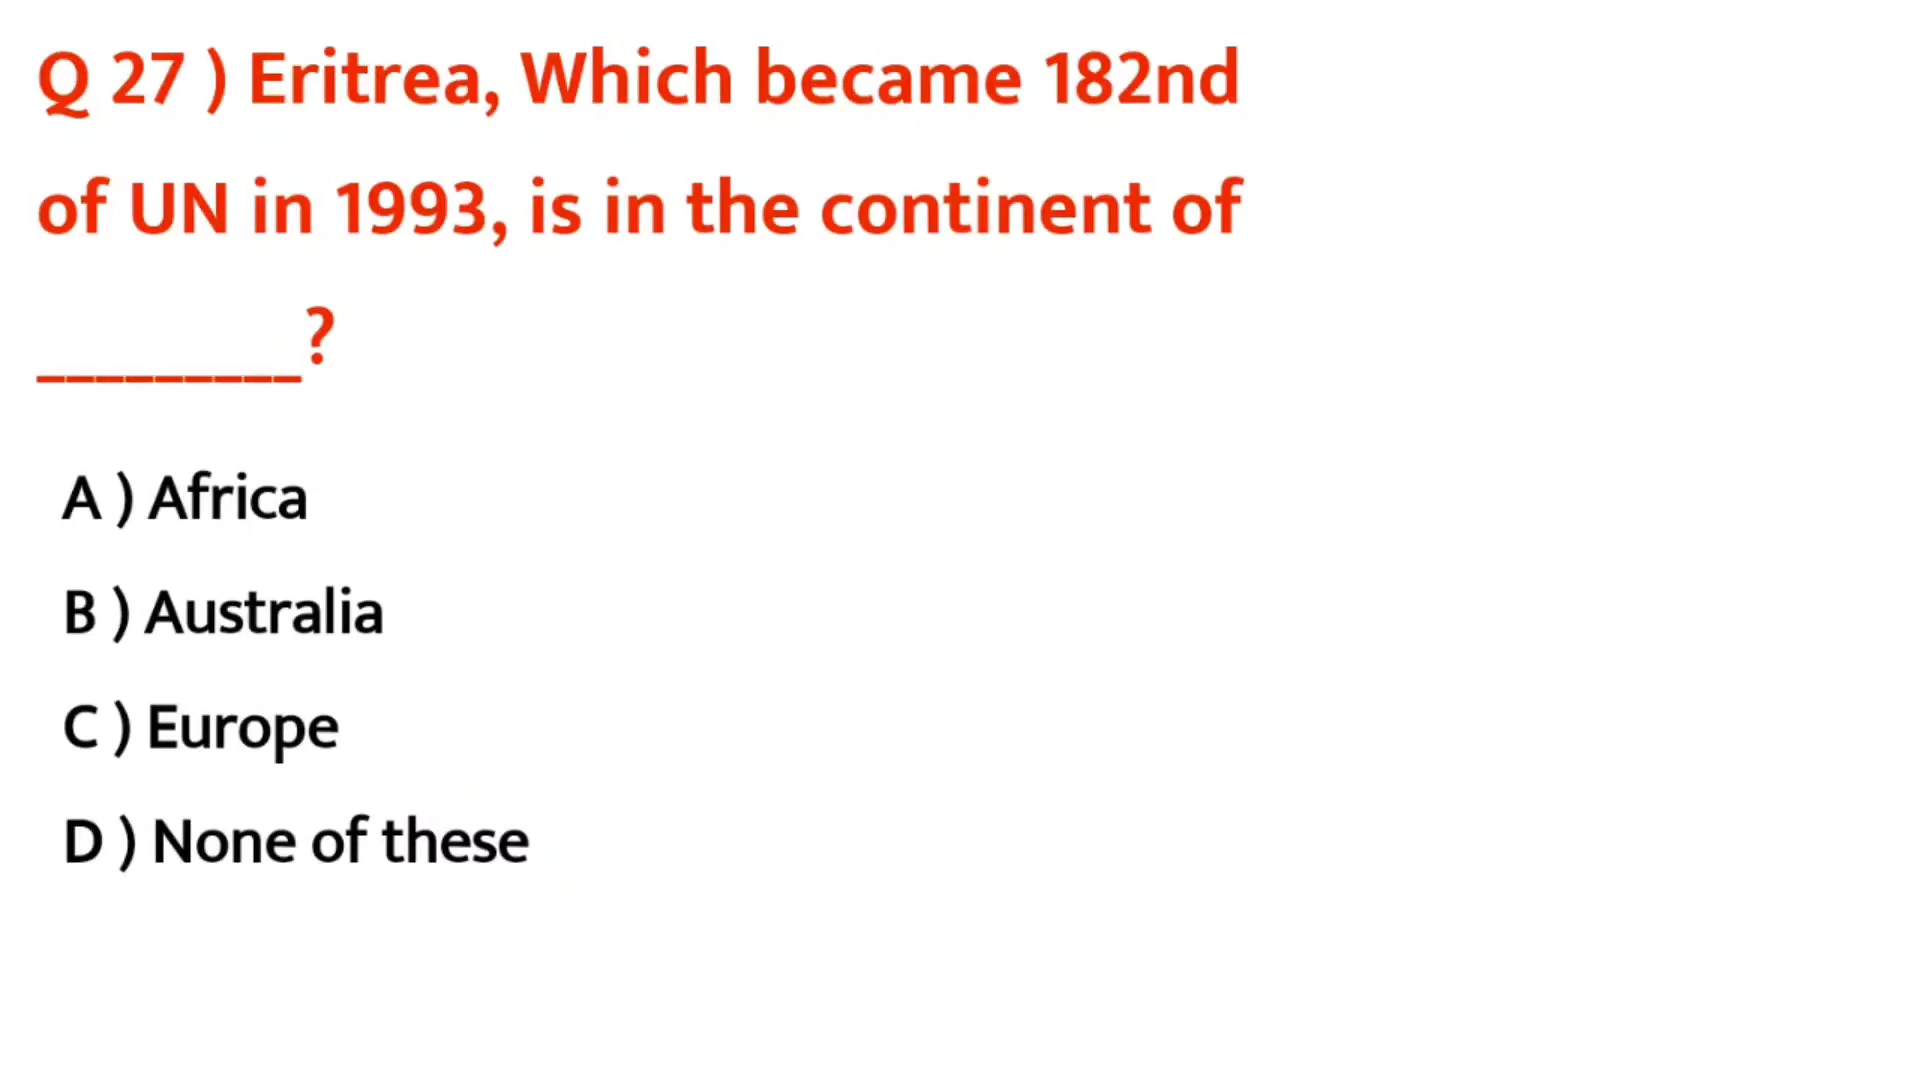 Q 27 ) Eritrea, Which became 182nd
of UN in 1993, is in the continent of
_________?
A ) Africa
B ) Australia
C ) Europe
D ) None of these